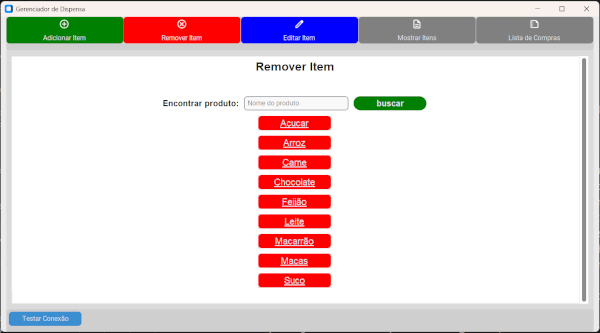 Gerenciador de Dispensa
Adicionar Item
Remover Item
Editar Item
Mostrar Itens
Lista de Compras
Remover Item
Encontrar produto: Nome do produto buscar
Açucar
Arroz
Carne
Chocolate
Feijão
Leite
Macarrão
Macas
Suco
Testar Conexão